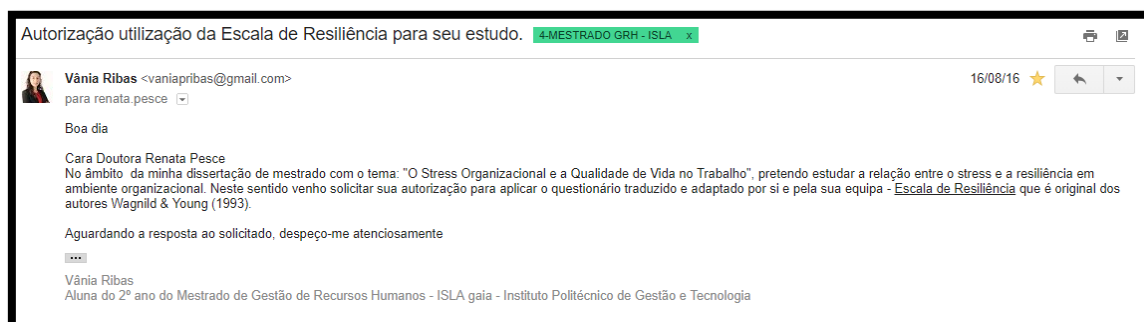 Autorização utilização da Escala de Resiliência para seu estudo. 4-MESTRADO GRH - ISLA x
Vânia Ribas <vaniapribas@gmail.com> 16/08/16
para renata.pesce
Boa dia
Cara Doutora Renata Pesce
No âmbito da minha dissertação de mestrado com o tema: "O Stress Organizacional e a Qualidade de Vida no Trabalho", pretendo estudar a relação entre o stress e a resiliência em
ambiente organizacional. Neste sentido venho solicitar sua autorização para aplicar o questionário traduzido e adaptado por si e pela sua equipa - Escala de Resiliência que é original dos
autores Wagnild & Young (1993).
Aguardando a resposta ao solicitado, despeço-me atenciosamente
Vânia Ribas
Aluna do 2º ano do Mestrado de Gestão de Recursos Humanos - ISLA gaia - Instituto Politécnico de Gestão e Tecnologia